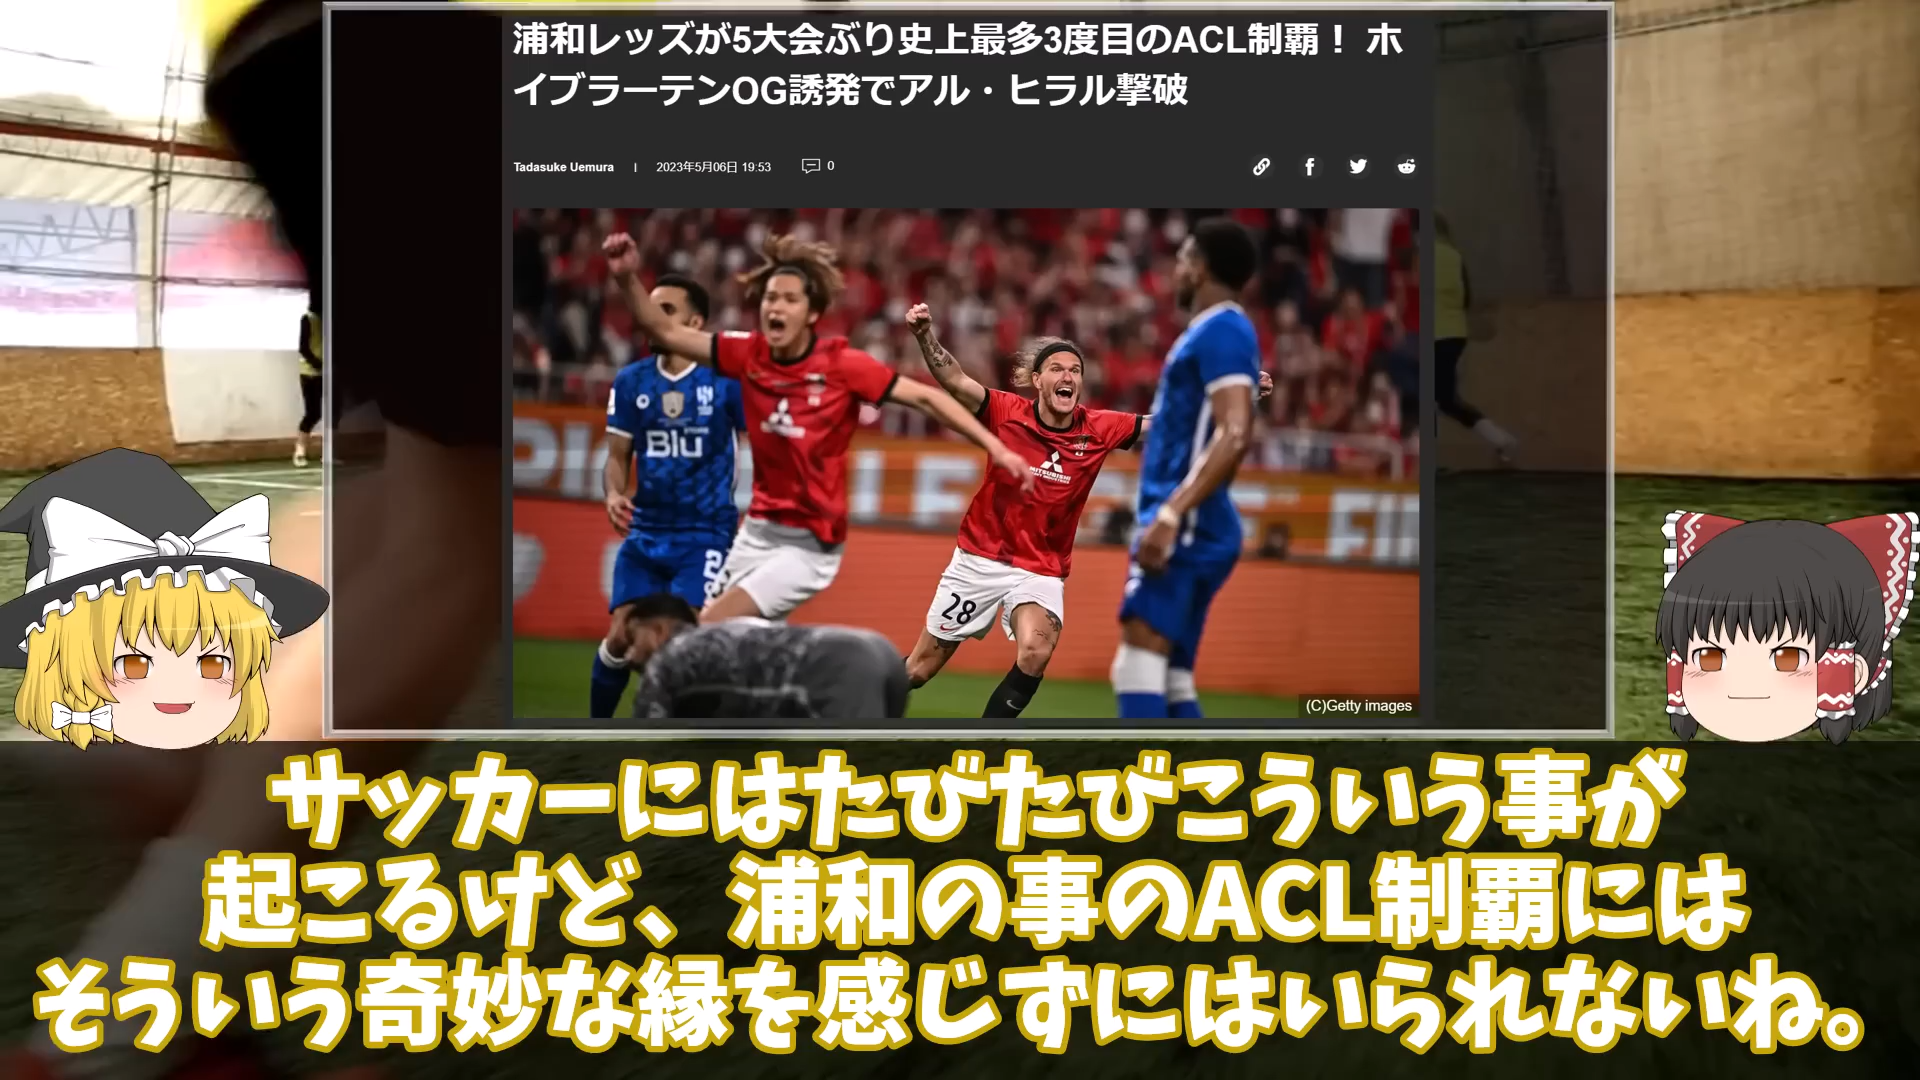 浦和レッズが5大会ぶり史上最多3度目のACL制覇！ ホ
イブラーテンOG誘発でアル・ヒラル撃破
Tadasuke Uemura | 2023年5月06日 19:53 0
Blu
MITSUBISHI
28
2
(C)Getty images
サッカーにはたびたびこういう事が
起こるけど、浦和の事のACL制覇には
そういう奇妙な縁を感じずにはいられないね。